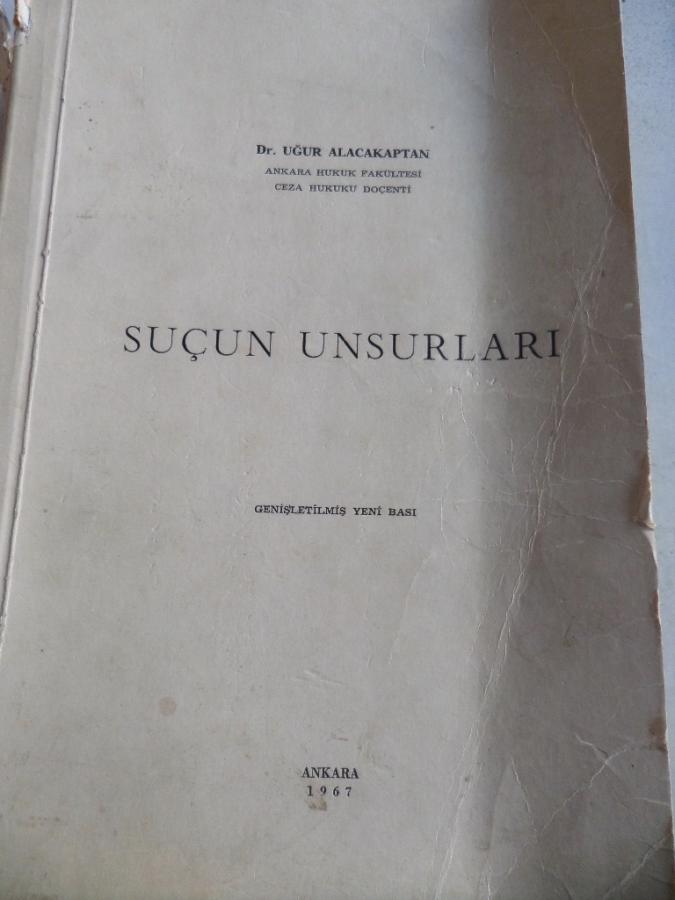 Dr. UĞUR ALACAKAPTAN
ANKARA HUKUK FAKÜLTESİ
CEZA HUKUKU DOÇENTİ
SUÇUN UNSURLARI
GENİŞLETİLMİŞ YENİ BASI
ANKARA
1967